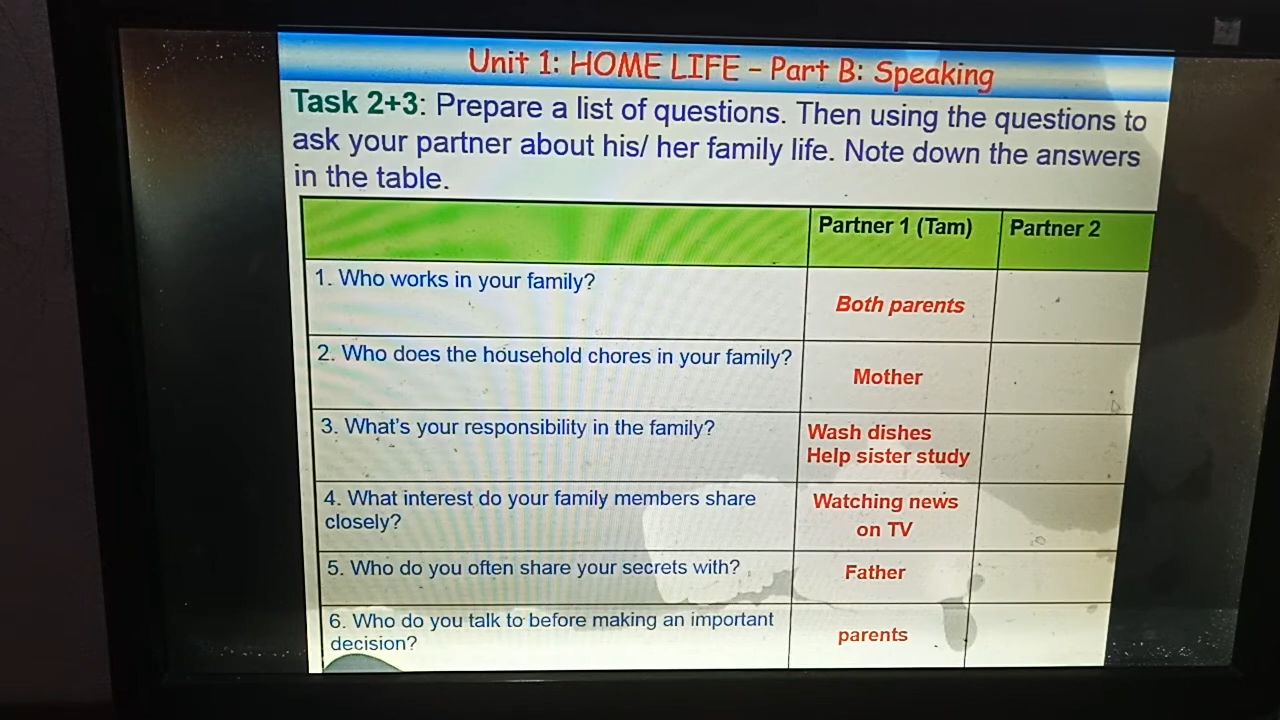 Unit 1: HOME LIFE – Part B: Speaking
Task 2+3: Prepare a list of questions. Then using the questions to
ask your partner about his/ her family life. Note down the answers
in the table.
Partner 1 (Tam)
Partner 2
1. Who works in your family?
Both parents
2. Who does the household chores in your family?
Mother
3. What's your responsibility in the family?
Wash dishes
Help sister study
4. What interest do your family members share
closely?
Watching news
on TV
5. Who do you often share your secrets with?
Father
6. Who do you talk to before making an important
decision?
parents